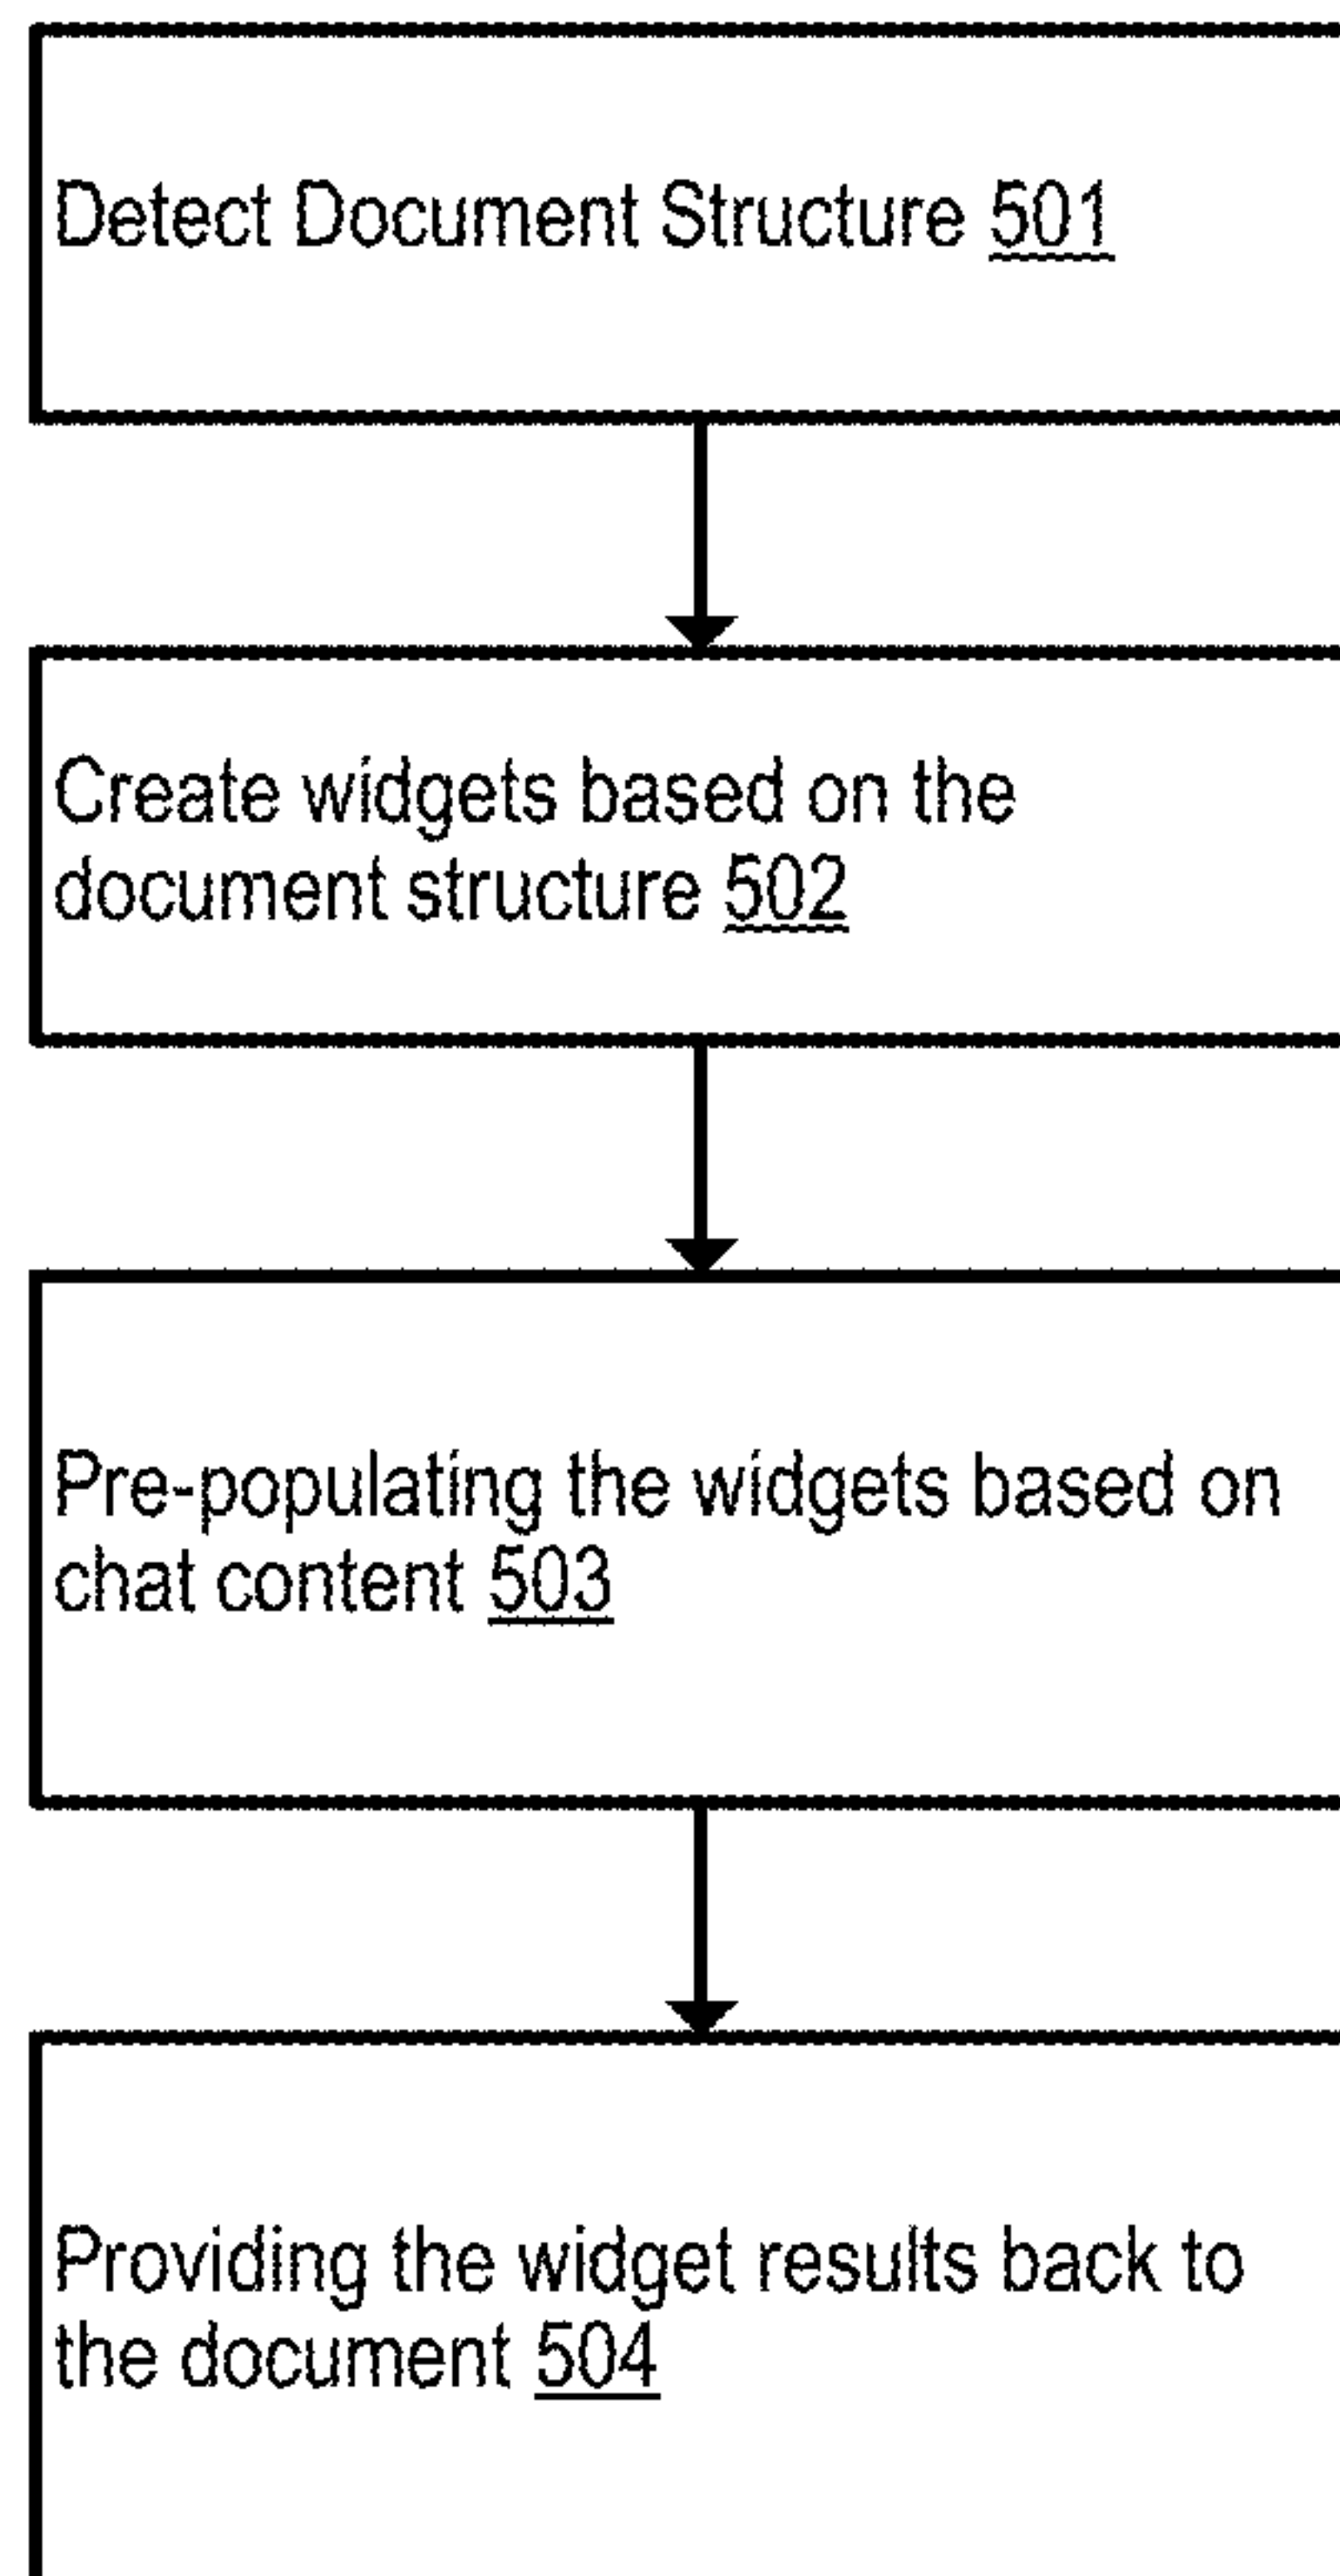 Detect Document Structure 501
Create widgets based on the
document structure 502
Pre-populating the widgets based on
chat content 503
Providing the widget results back to
the document 504